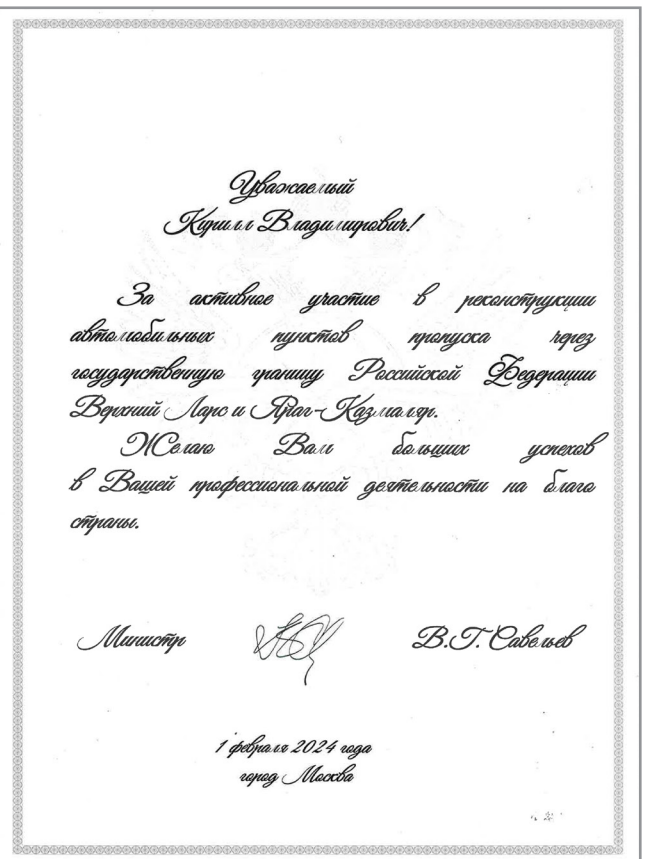 Уважаемый
Кирилл Владимирович!
За активное участие в реконструкции
автомобильных пунктов пропуска через
государственную границу Российской Федерации
Верхний Ларс и Яраг-Казмаляр.
Желаю Вам больших успехов
в Вашей профессиональной деятельности на благо
страны.
Министр В.Г. Савельев
1 февраля 2024 года
город Москва